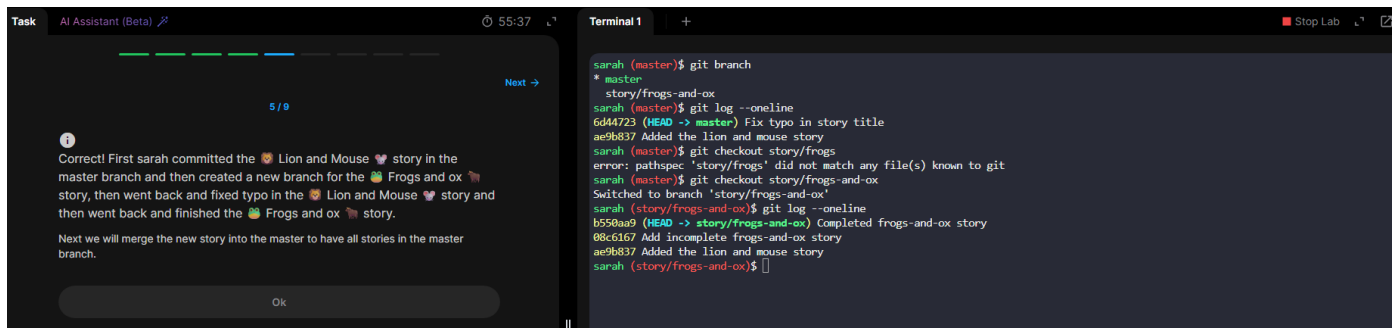 Task
AI Assistant (Beta)
55:37
Next →
5 / 9
Correct! First sarah committed the 🦁 Lion and Mouse 🐭 story in the
master branch and then created a new branch for the 🐸 Frogs and ox 🐂
story, then went back and fixed typo in the 🦁 Lion and Mouse 🐭 story and
then went back and finished the 🐸 Frogs and ox 🐂 story.
Next we will merge the new story into the master to have all stories in the master
branch.
Ok
Terminal 1 +
Stop Lab
sarah (master)$ git branch
* master
  story/frogs-and-ox
sarah (master)$ git log --oneline
6d44723 (HEAD -> master) Fix typo in story title
ae9b837 Added the lion and mouse story
sarah (master)$ git checkout story/frogs
error: pathspec 'story/frogs' did not match any file(s) known to git
sarah (master)$ git checkout story/frogs-and-ox
Switched to branch 'story/frogs-and-ox'
sarah (story/frogs-and-ox)$ git log --oneline
b550aa9 (HEAD -> story/frogs-and-ox) Completed frogs-and-ox story
08c6167 Add incomplete frogs-and-ox story
ae9b837 Added the lion and mouse story
sarah (story/frogs-and-ox)$